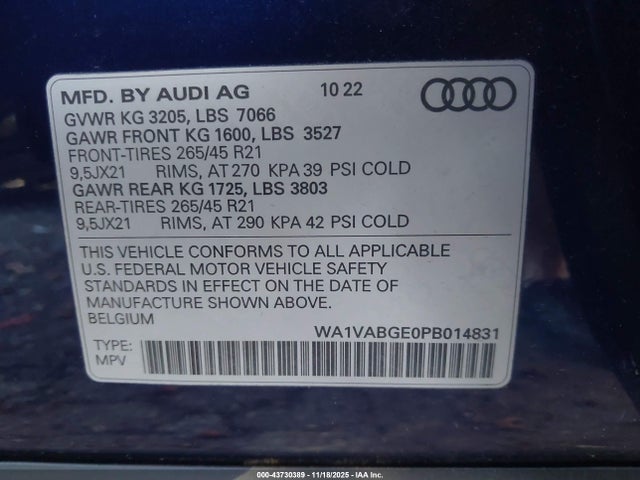 MFD. BY AUDI AG 10 22
GVWR KG 3205, LBS 7066
GAWR FRONT KG 1600, LBS 3527
FRONT-TIRES 265/45 R21
9,5JX21 RIMS, AT 270 KPA 39 PSI COLD
GAWR REAR KG 1725, LBS 3803
REAR-TIRES 265/45 R21
9,5JX21 RIMS, AT 290 KPA 42 PSI COLD
THIS VEHICLE CONFORMS TO ALL APPLICABLE
U.S. FEDERAL MOTOR VEHICLE SAFETY
STANDARDS IN EFFECT ON THE DATE OF
MANUFACTURE SHOWN ABOVE.
BELGIUM
WA1VABGE0PB014831
TYPE:
MPV
000-43730389 - 11/18/2025 - IAA Inc.